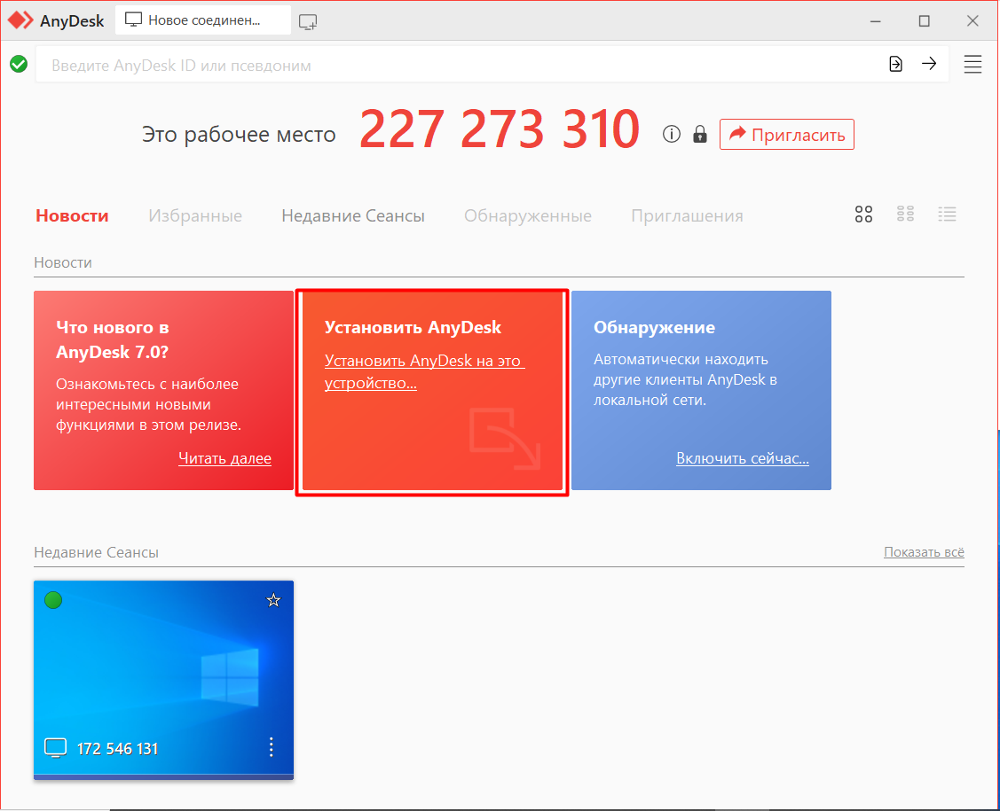 AnyDesk
Новое соединен...
Введите AnyDesk ID или псевдоним
Это рабочее место 227 273 310 Пригласить
Новости Избранные Недавние Сеансы Обнаруженные Приглашения
Новости
Что нового в
AnyDesk 7.0?
Ознакомьтесь с наиболее
интересными новыми
функциями в этом релизе.
Читать далее
Установить AnyDesk
Установить AnyDesk на это
устройство...
Обнаружение
Автоматически находить
другие клиенты AnyDesk в
локальной сети.
Включить сейчас...
Недавние Сеансы Показать всё
172 546 131